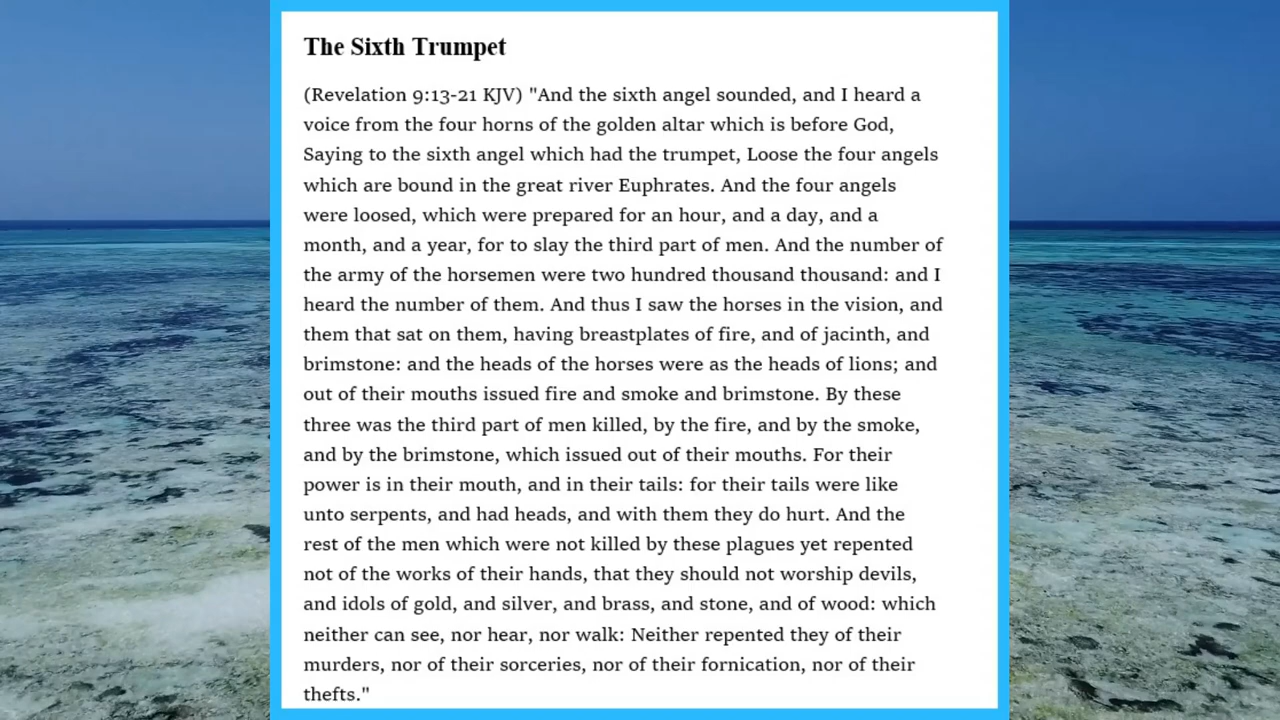 The Sixth Trumpet
(Revelation 9:13-21 KJV) "And the sixth angel sounded, and I heard a
voice from the four horns of the golden altar which is before God,
Saying to the sixth angel which had the trumpet, Loose the four angels
which are bound in the great river Euphrates. And the four angels
were loosed, which were prepared for an hour, and a day, and a
month, and a year, for to slay the third part of men. And the number of
the army of the horsemen were two hundred thousand thousand: and I
heard the number of them. And thus I saw the horses in the vision, and
them that sat on them, having breastplates of fire, and of jacinth, and
brimstone: and the heads of the horses were as the heads of lions; and
out of their mouths issued fire and smoke and brimstone. By these
three was the third part of men killed, by the fire, and by the smoke,
and by the brimstone, which issued out of their mouths. For their
power is in their mouth, and in their tails: for their tails were like
unto serpents, and had heads, and with them they do hurt. And the
rest of the men which were not killed by these plagues yet repented
not of the works of their hands, that they should not worship devils,
and idols of gold, and silver, and brass, and stone, and of wood: which
neither can see, nor hear, nor walk: Neither repented they of their
murders, nor of their sorceries, nor of their fornication, nor of their
thefts."